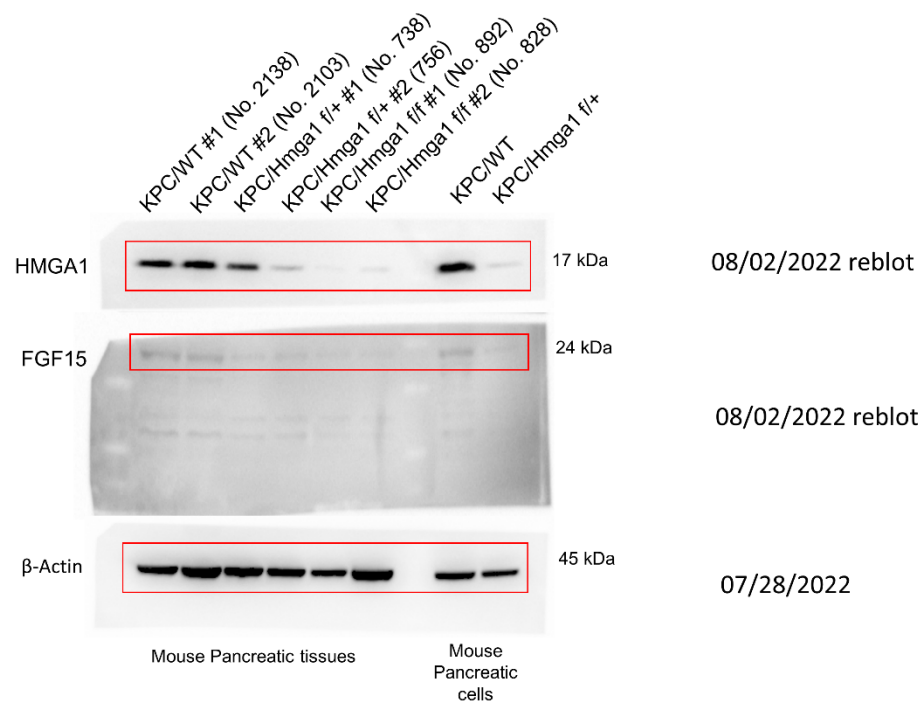 KPC/WT #1 (No. 2138)
KPC/WT #2 (No. 2103)
KPC/Hmga1 f/+ #1 (No. 738)
KPC/Hmga1 f/+ #2 (756)
KPC/Hmga1 f/f #1 (No. 892)
KPC/Hmga1 f/f #2 (No. 828)
KPC/WT
KPC/Hmga1 f/+
HMGA1
17 kDa
08/02/2022 reblot
FGF15
24 kDa
08/02/2022 reblot
β-Actin
45 kDa
07/28/2022
Mouse Pancreatic tissues
Mouse
Pancreatic
cells